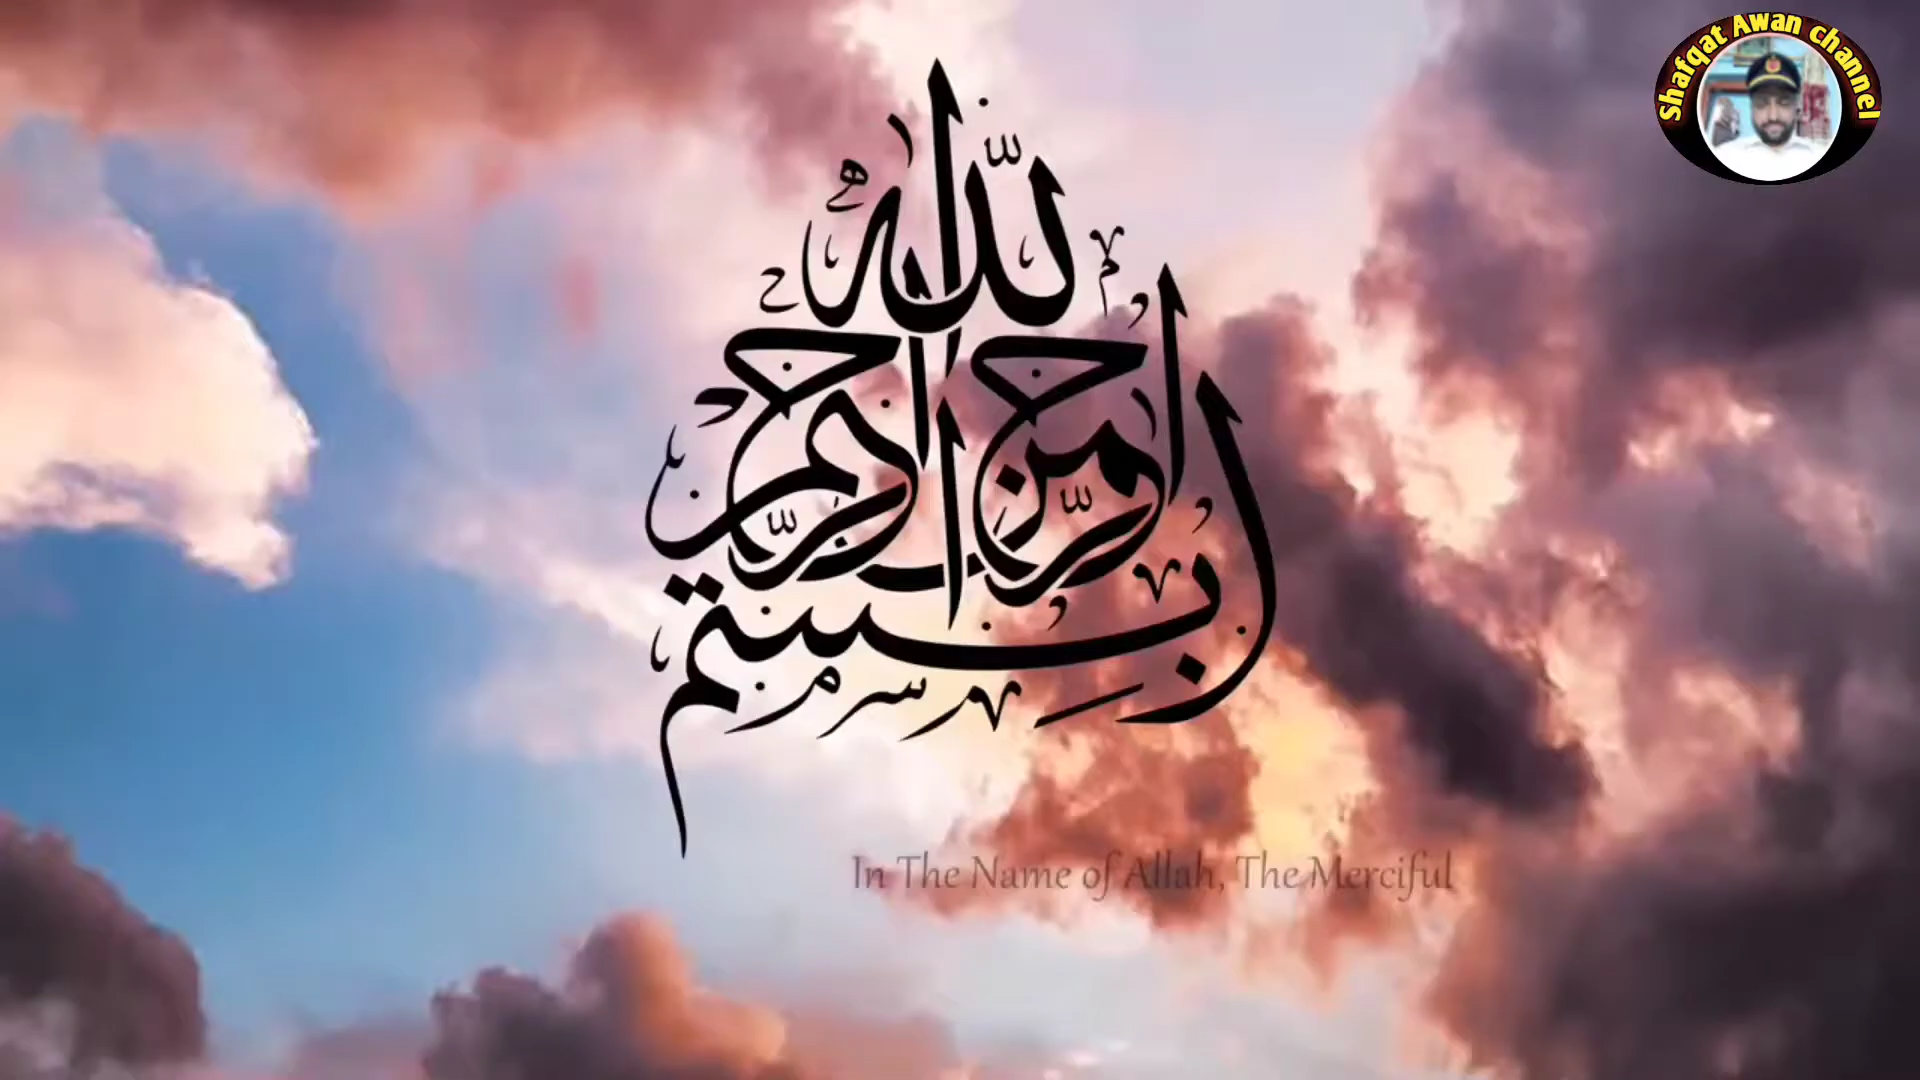 Shafqat Awan channel
بسم الله الرحمن الرحيم
In The Name of Allah, The Merciful